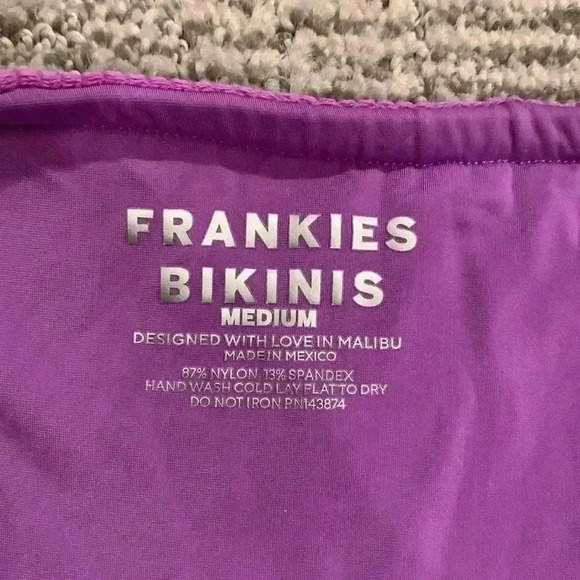 FRANKIES
BIKINIS
MEDIUM
DESIGNED WITH LOVE IN MALIBU
MADE IN MEXICO
87% NYLON, 13% SPANDEX
HAND WASH COLD LAY FLAT TO DRY
DO NOT IRON RN143874